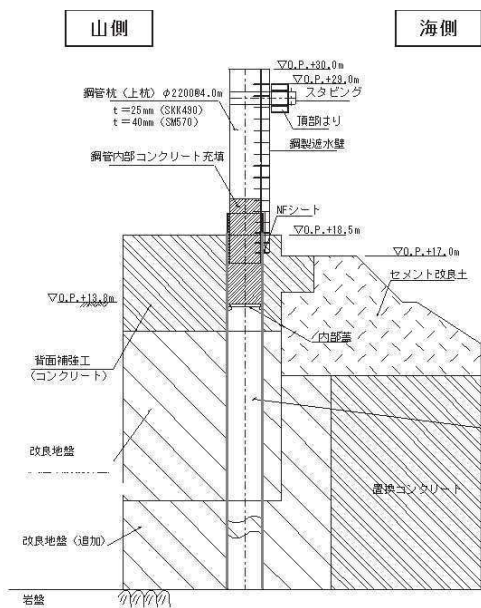 山側
海側
▽O.P.+30.0m
▽O.P.+29.0m
スタビング
鋼管杭（上杭）φ2200@4.0m
t＝25mm（SKK490）
t＝40mm（SM570）
頂部はり
鋼製遮水壁
鋼管内部コンクリート充填
NFシート
▽O.P.+18.5m
▽O.P.+17.0m
セメント改良土
▽O.P.+13.8m
内部蓋
背面補強工
（コンクリート）
改良地盤
置換コンクリート
改良地盤（追加）
岩盤